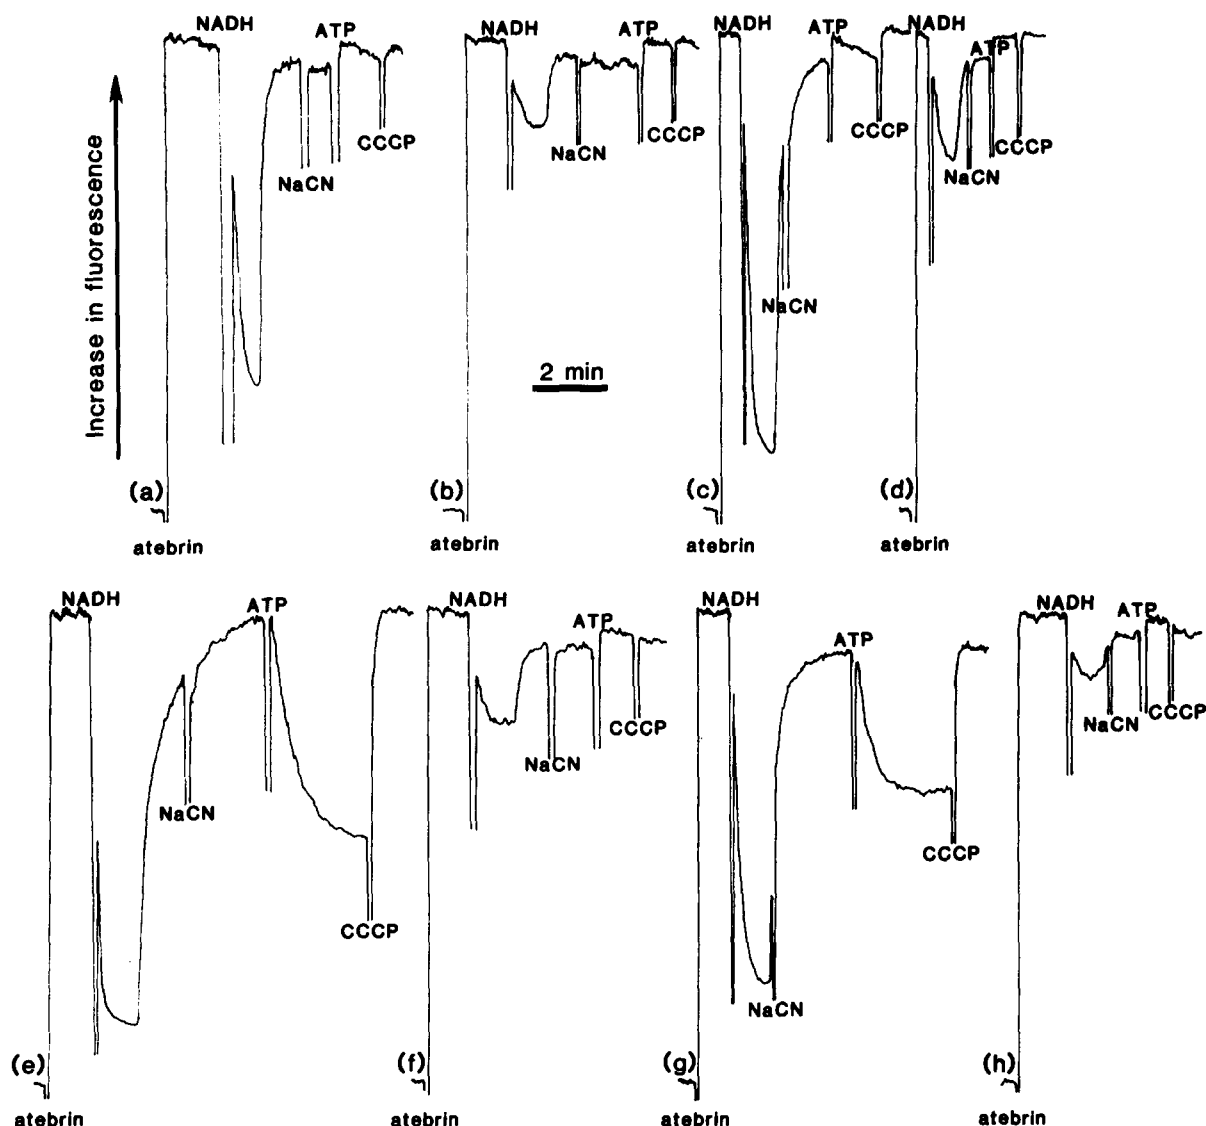 NADH ATP NADH ATP NADH ATP NADH ATP
CCCP CCCP CCCP CCCP
NaCN NaCN NaCN NaCN
Increase in fluorescence
2 min
(a) (b) (c) (d)
atebrin atebrin atebrin atebrin
NADH ATP NADH ATP NADH ATP NADH ATP
NaCN CCCP NaCN CCCP NaCN CCCP NaCN CCCP
(e) (f) (g) (h)
atebrin atebrin atebrin atebrin